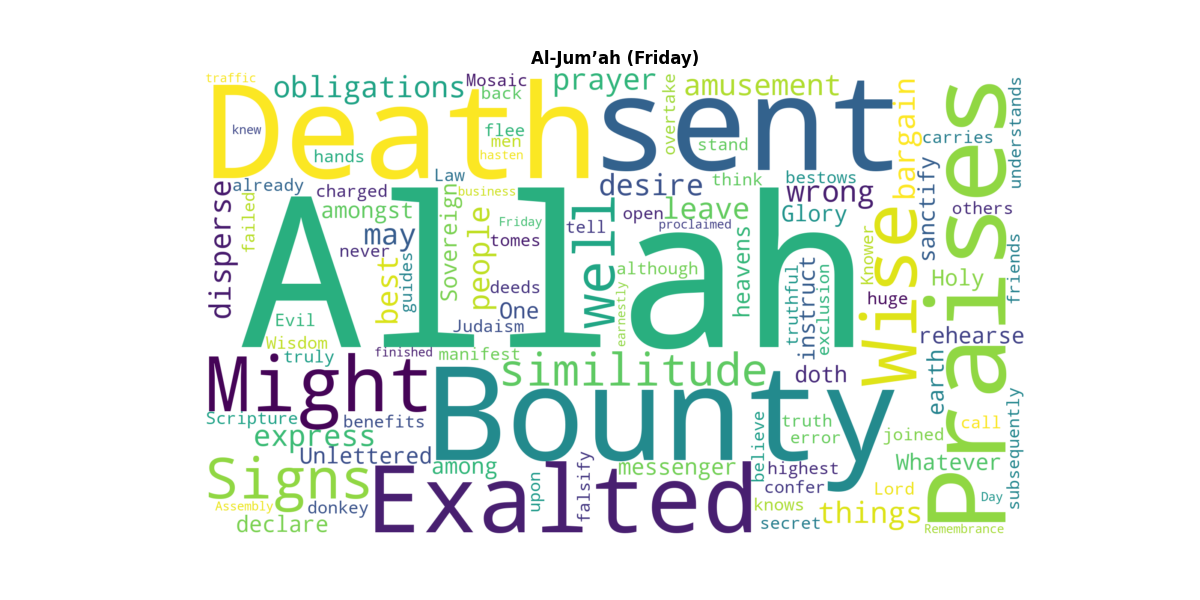 Al-Jum’ah (Friday)
traffic
obligations
Mosaic
back
prayer
overtake
amusement
bargain
Death
sent
knew
hands
flee
men
hasten
stand
carries
understands
Praises
disperse
already
failed
charged
Law
business
Sovereign
amongst
may
never
people
Friday
tomes
desire
think
bestows
wrong
open
leave
Glory
tell
proclaimed
well
Allah
sanctify
others
Wise
Knower
best
guides
deeds
One
Judaism
although
earnestly
heavens
truthful
instruct
exclusion
huge
Holy
friends
Evil
Wisdom
truly
finished
manifest
similitude
doth
rehearse
earth
Might
Bounty
Scripture
benefits
express
Unlettered
among
messenger
believe
truth
error
joined
call
highest
Whatever
subsequently
Signs
Exalted
upon
falsify
confer
Lord
Day
Assembly
donkey
declare
knows
secret
things
Remembrance